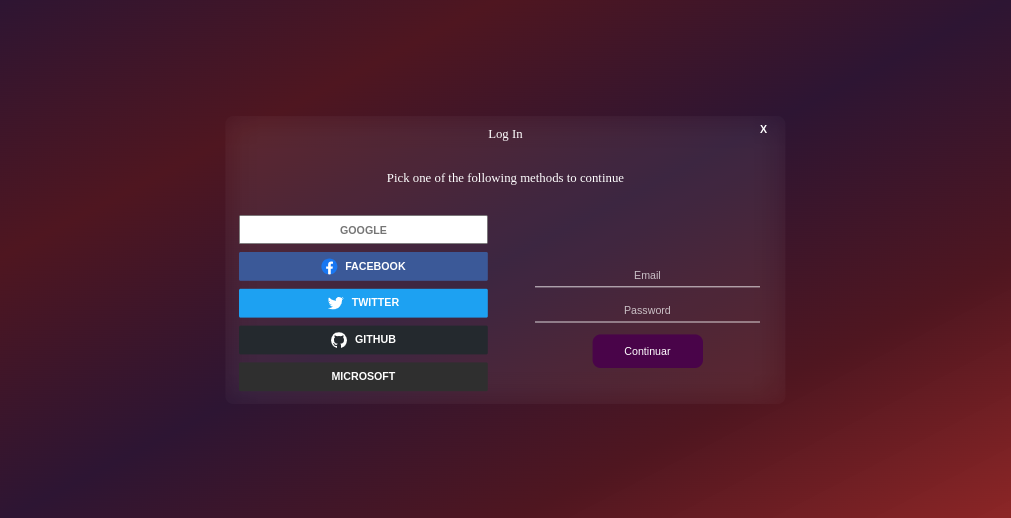 Log In
X
Pick one of the following methods to continue
GOOGLE
FACEBOOK
TWITTER
GITHUB
MICROSOFT
Email
Password
Continuar